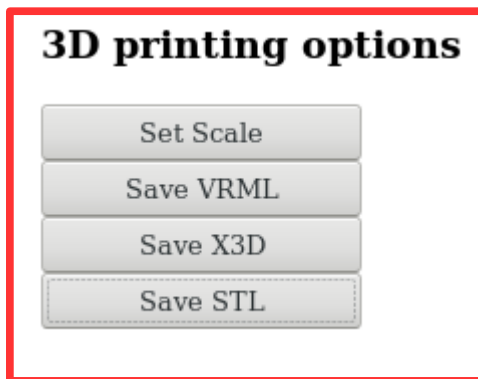 3D printing options
Set Scale
Save VRML
Save X3D
Save STL